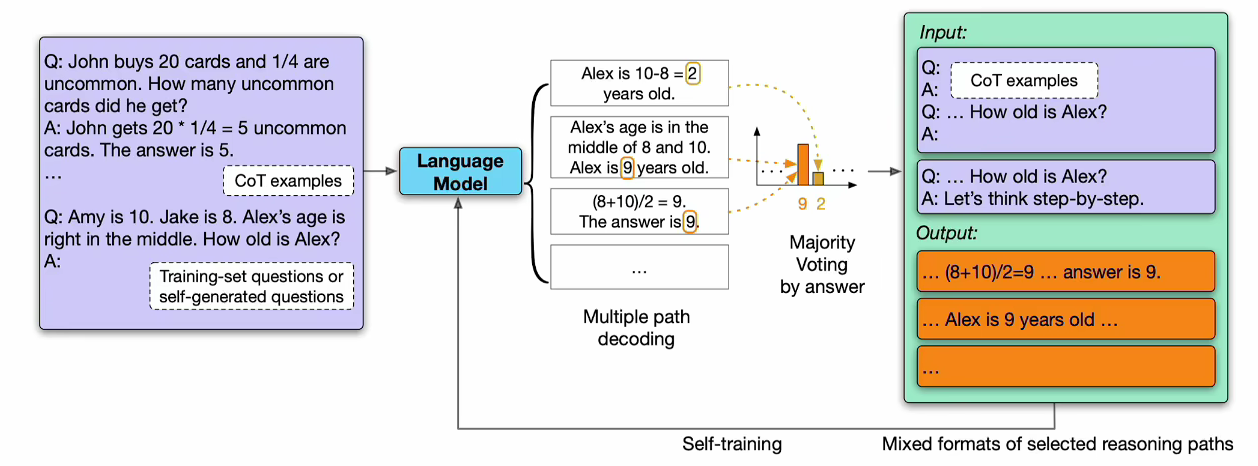 Q: John buys 20 cards and 1/4 are
uncommon. How many uncommon
cards did he get?
A: John gets 20 * 1/4 = 5 uncommon
cards. The answer is 5.
...
CoT examples
Q: Amy is 10. Jake is 8. Alex's age is
right in the middle. How old is Alex?
A:
Training-set questions or
self-generated questions
Language
Model
Alex is 10-8 = 2
years old.
Alex's age is in the
middle of 8 and 10.
Alex is 9 years old.
(8+10)/2 = 9.
The answer is 9.
...
Multiple path
decoding
... ...
9 2
Majority
Voting
by answer
Input:
Q:
A:
CoT examples
Q: ... How old is Alex?
A:
Q: ... How old is Alex?
A: Let's think step-by-step.
Output:
... (8+10)/2=9 ... answer is 9.
... Alex is 9 years old ...
...
Self-training
Mixed formats of selected reasoning paths